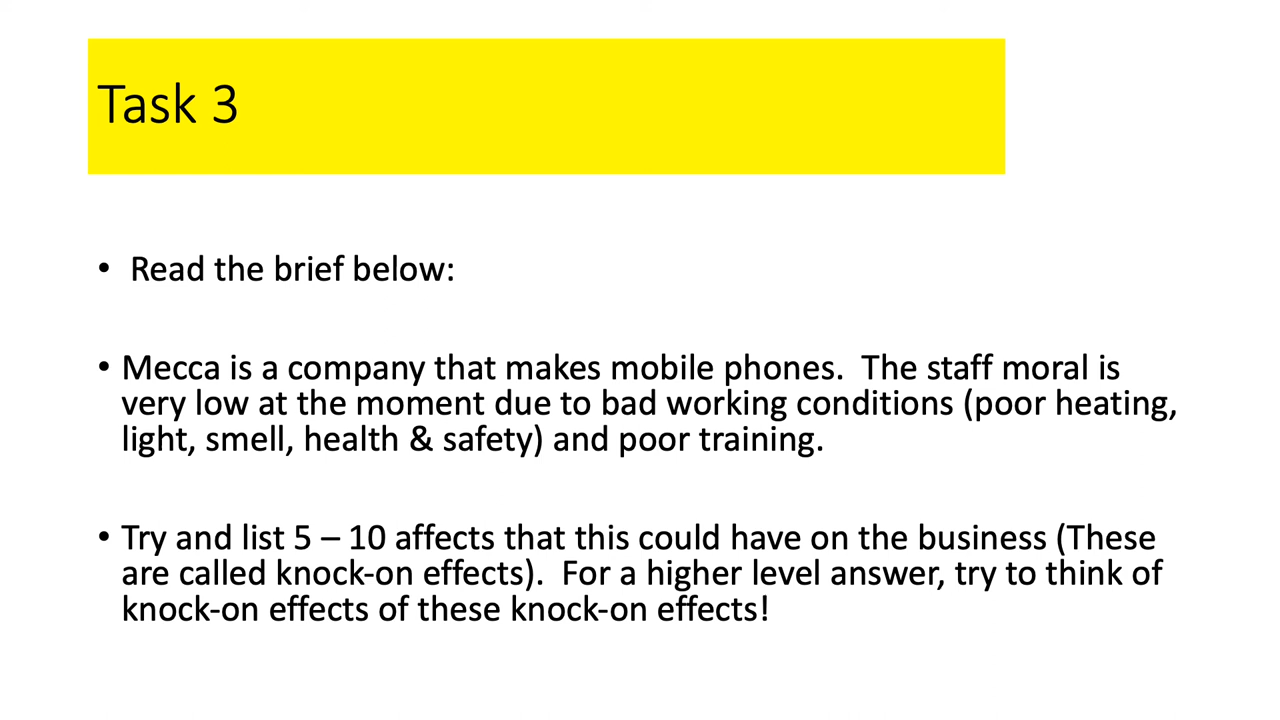 Task 3
• Read the brief below:
• Mecca is a company that makes mobile phones.  The staff moral is
very low at the moment due to bad working conditions (poor heating,
light, smell, health & safety) and poor training.
• Try and list 5 – 10 affects that this could have on the business (These
are called knock-on effects).  For a higher level answer, try to think of
knock-on effects of these knock-on effects!